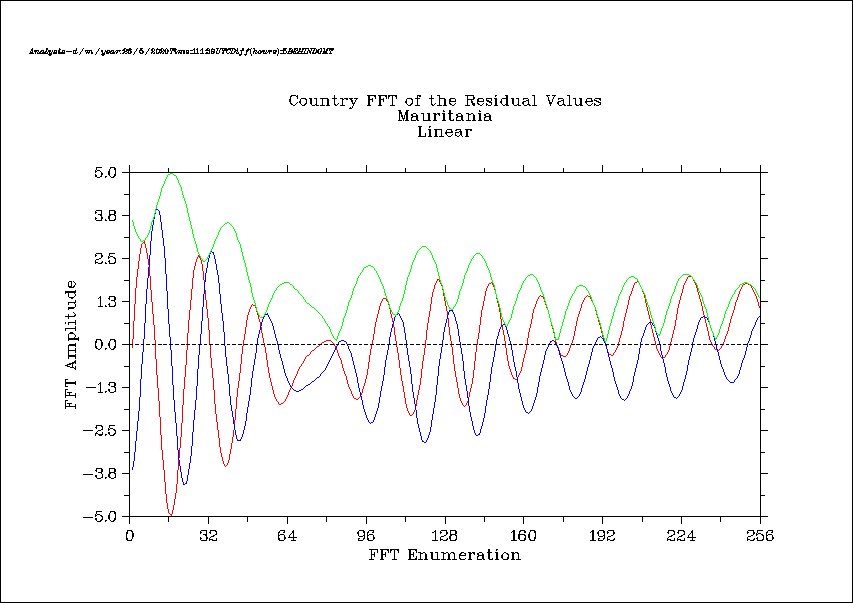 Country FFT of the Residual Values
Mauritania
Linear
5.0
3.8
2.5
1.3
0.0
-1.3
-2.5
-3.8
-5.0
FFT Amplitude
0 32 64 96 128 160 192 224 256
FFT Enumeration